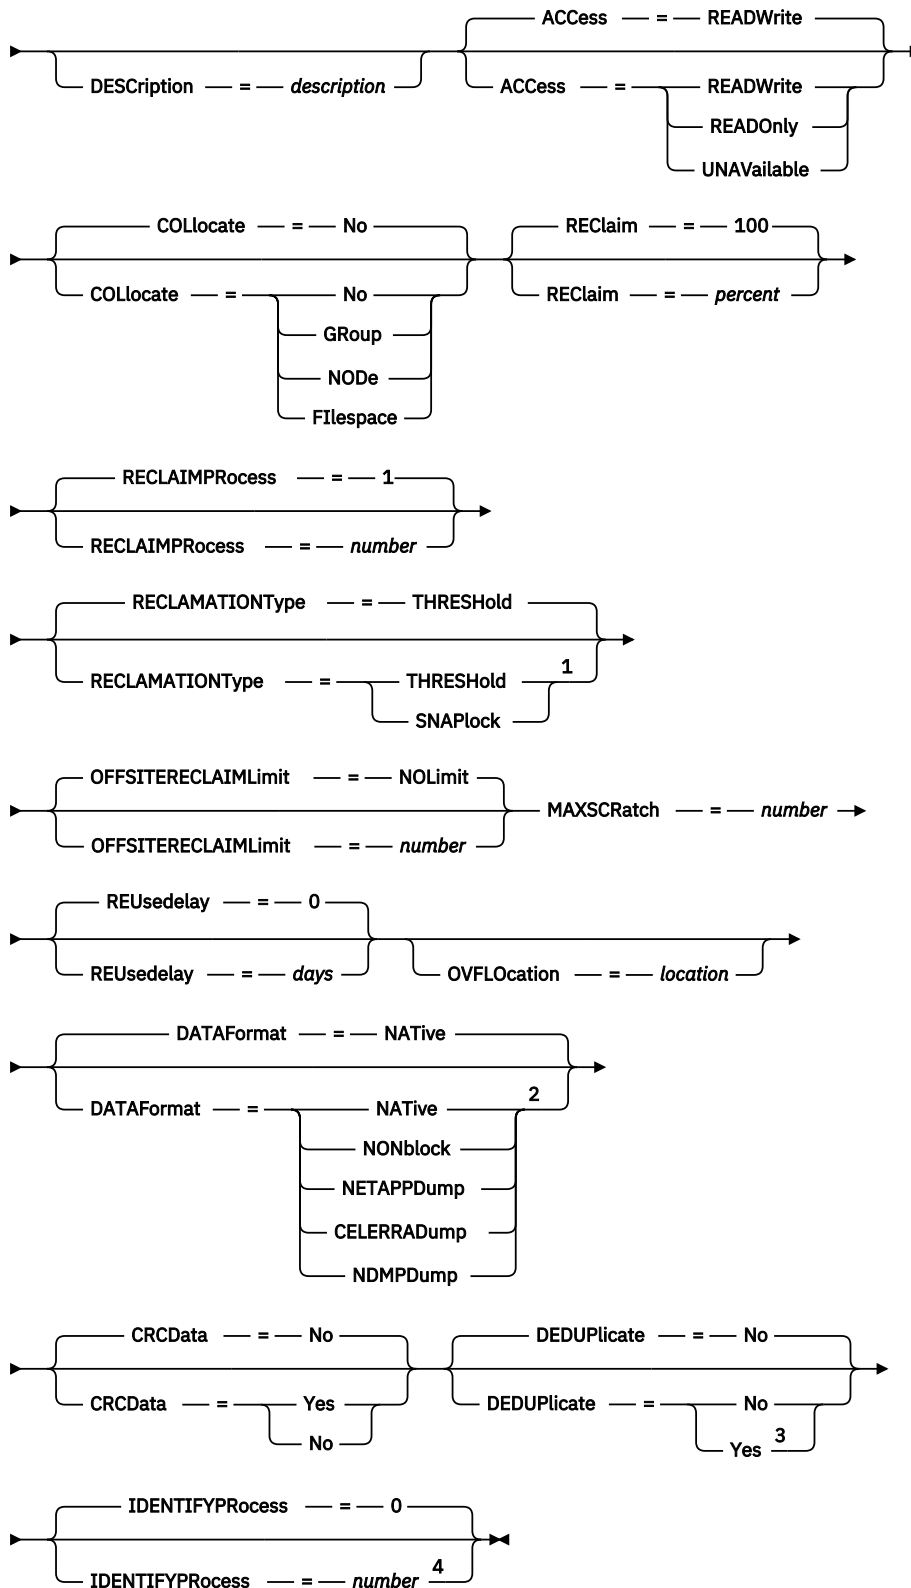 ACCess = READWrite
DESCription = description ACCess = READWrite
READOnly
UNAVailable
COLlocate = No REClaim = 100
COLlocate = No REClaim = percent
GRoup
NODe
FIlespace
RECLAIMPRocess = 1
RECLAIMPRocess = number
RECLAMATIONType = THRESHold
RECLAMATIONType = THRESHold 1
SNAPlock
OFFSITERECLAIMLimit = NOLimit
MAXSCRatch = number
OFFSITERECLAIMLimit = number
REUsedelay = 0
REUsedelay = days OVFLOcation = location
DATAFormat = NATive
DATAFormat = NATive 2
NONblock
NETAPPDump
CELERRADump
NDMPDump
CRCData = No DEDUPlicate = No
CRCData = Yes DEDUPlicate = No
No Yes 3
IDENTIFYPRocess = 0
IDENTIFYPRocess = number 4